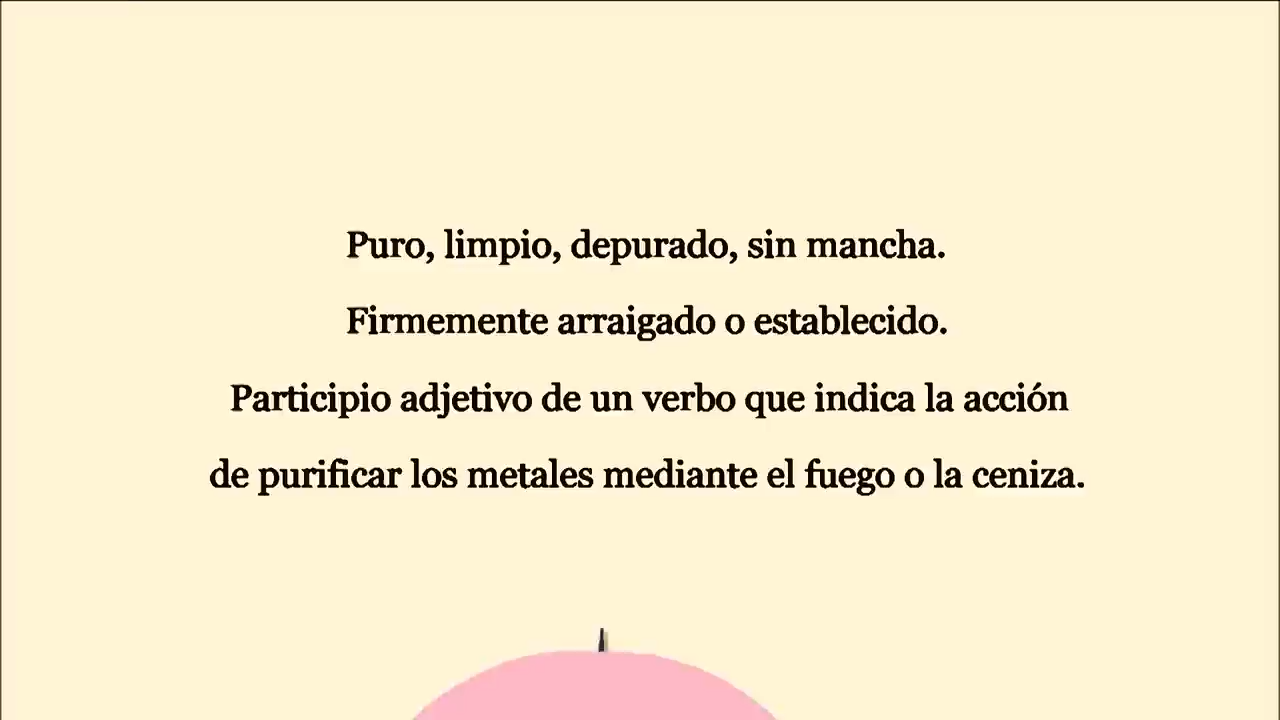 Puro, limpio, depurado, sin mancha.
Firmemente arraigado o establecido.
Participio adjetivo de un verbo que indica la acción
de purificar los metales mediante el fuego o la ceniza.